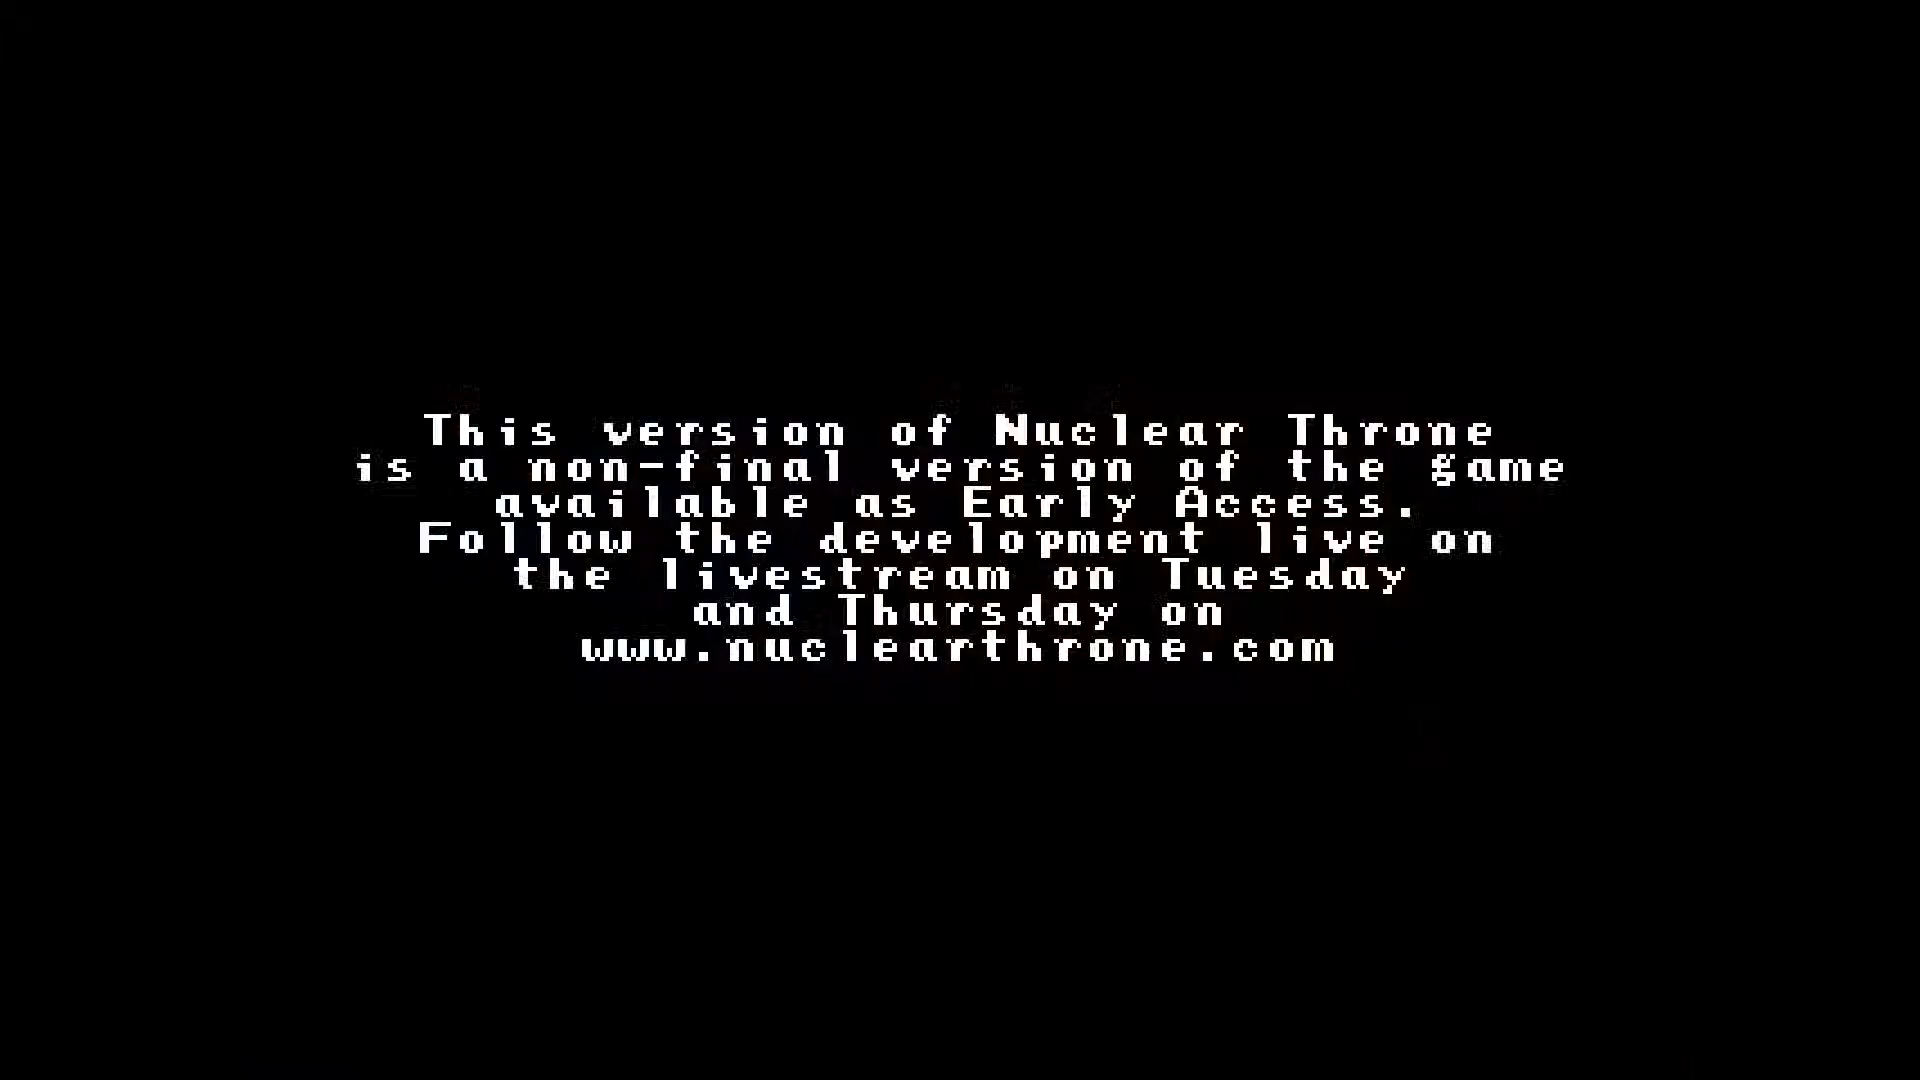 This version of Nuclear Throne
is a non-final version of the game
available as Early Access.
Follow the development live on
the livestream on Tuesday
and Thursday on
www.nuclearthrone.com